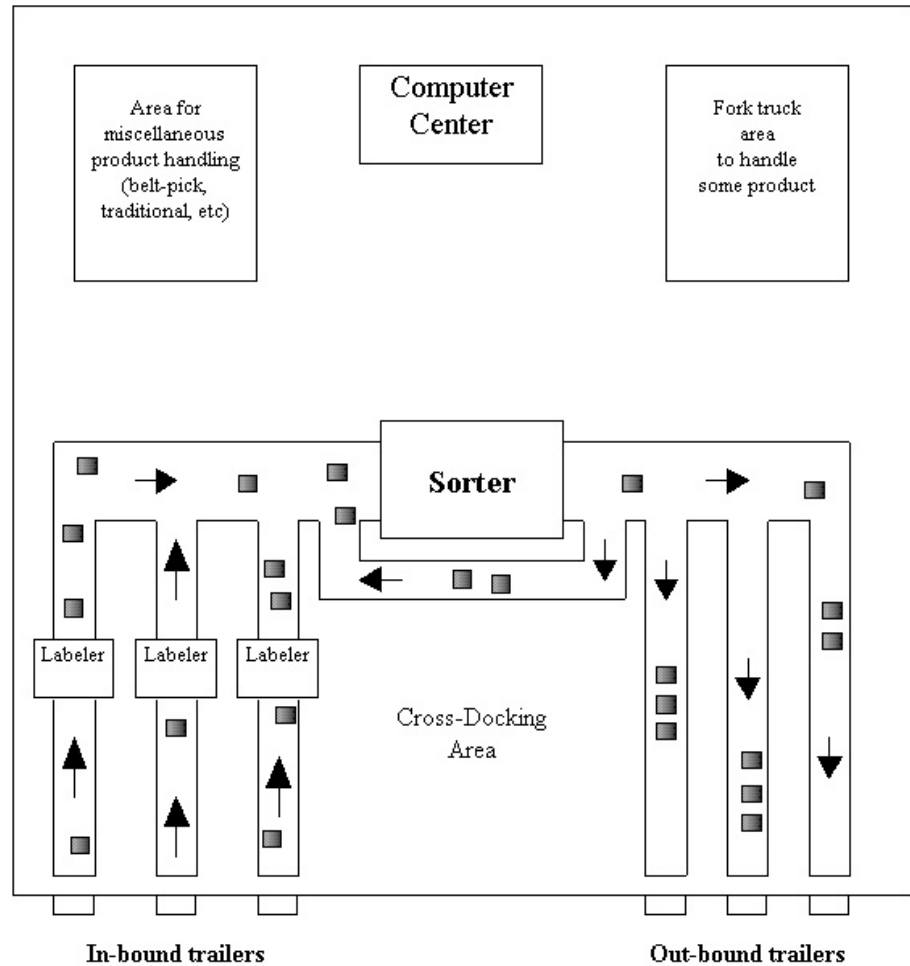 Area for
miscellaneous
product handling
(belt-pick,
traditional, etc)
Computer
Center
Fork truck
area
to handle
some product
Sorter
Labeler
Labeler
Labeler
Cross-Docking
Area
In-bound trailers
Out-bound trailers